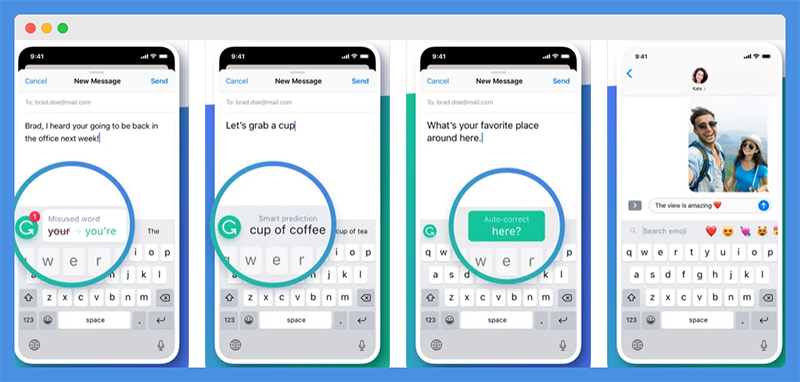 9:41
Cancel New Message Send
To: brad.doe@mail.com
Brad, I heard your going to be back in
the office next week!
1
Misused word
your → you're
The
w e r
i o p
j k l
z x c v b n m
123 space .
9:41
Cancel New Message Send
To: brad.doe@mail.com
Let's grab a cup
Smart prediction
cup of coffee
cup of tea
w e r
i o p
j k l
z x c v b n m
123 space .
9:41
Cancel New Message Send
To: brad.doe@mail.com
What's your favorite place
around here.
Auto-correct
here?
q w
w e r
o p
a s
k l
z x c v b n m
123 space .
9:41
Kate
The view is amazing ❤️
Search emoji
q w e r t y u i o p
a s d f g h j k l
z x c v b n m
123 space .